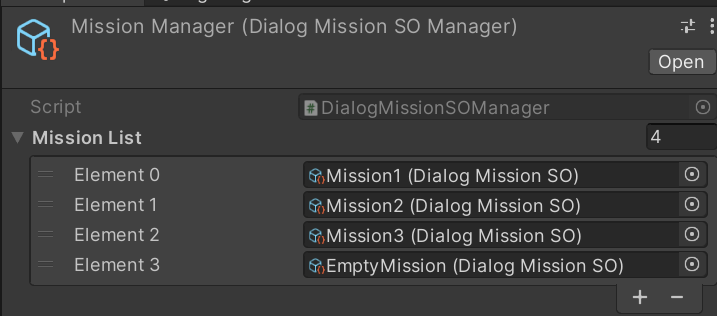 Mission Manager (Dialog Mission SO Manager)
Open
Script DialogMissionSOManager
Mission List 4
Element 0 Mission1 (Dialog Mission SO)
Element 1 Mission2 (Dialog Mission SO)
Element 2 Mission3 (Dialog Mission SO)
Element 3 EmptyMission (Dialog Mission SO)
+ −